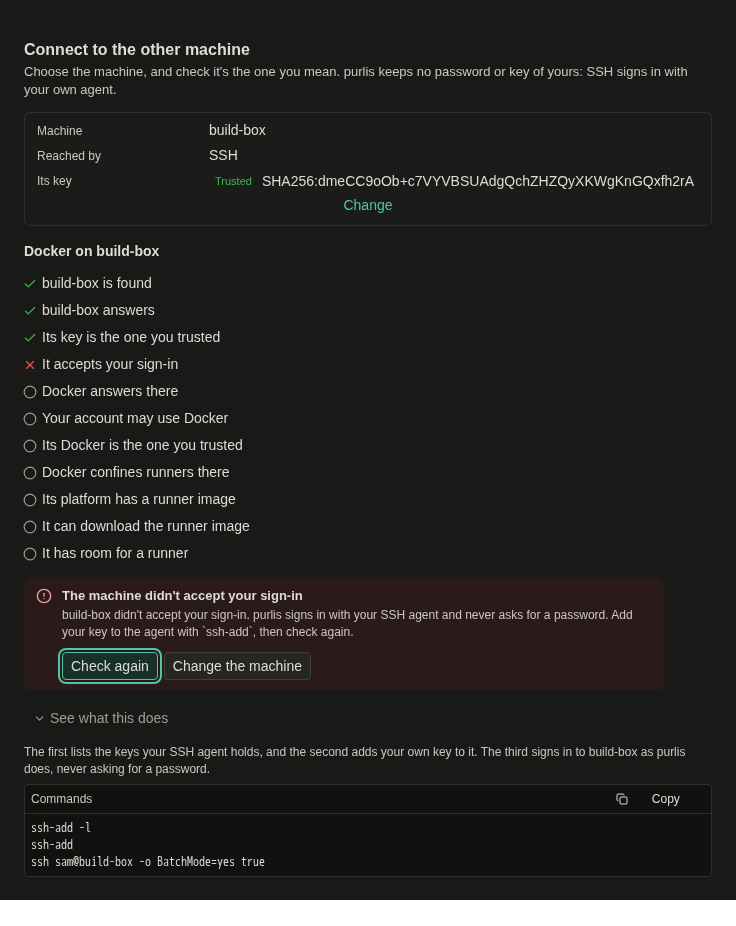 Connect to the other machine
Choose the machine, and check it's the one you mean. purlis keeps no password or key of yours: SSH signs in with
your own agent.
Machine build-box
Reached by SSH
Its key Trusted SHA256:dmeCC9oOb+c7VYVBSUAdgQchZHZQyXKWgKnGQxfh2rA
Change
Docker on build-box
build-box is found
build-box answers
Its key is the one you trusted
It accepts your sign-in
Docker answers there
Your account may use Docker
Its Docker is the one you trusted
Docker confines runners there
Its platform has a runner image
It can download the runner image
It has room for a runner
The machine didn't accept your sign-in
build-box didn't accept your sign-in. purlis signs in with your SSH agent and never asks for a password. Add
your key to the agent with `ssh-add`, then check again.
Check again Change the machine
See what this does
The first lists the keys your SSH agent holds, and the second adds your own key to it. The third signs in to build-box as purlis
does, never asking for a password.
Commands Copy
ssh-add -l
ssh-add
ssh sam@build-box -o BatchMode=yes true